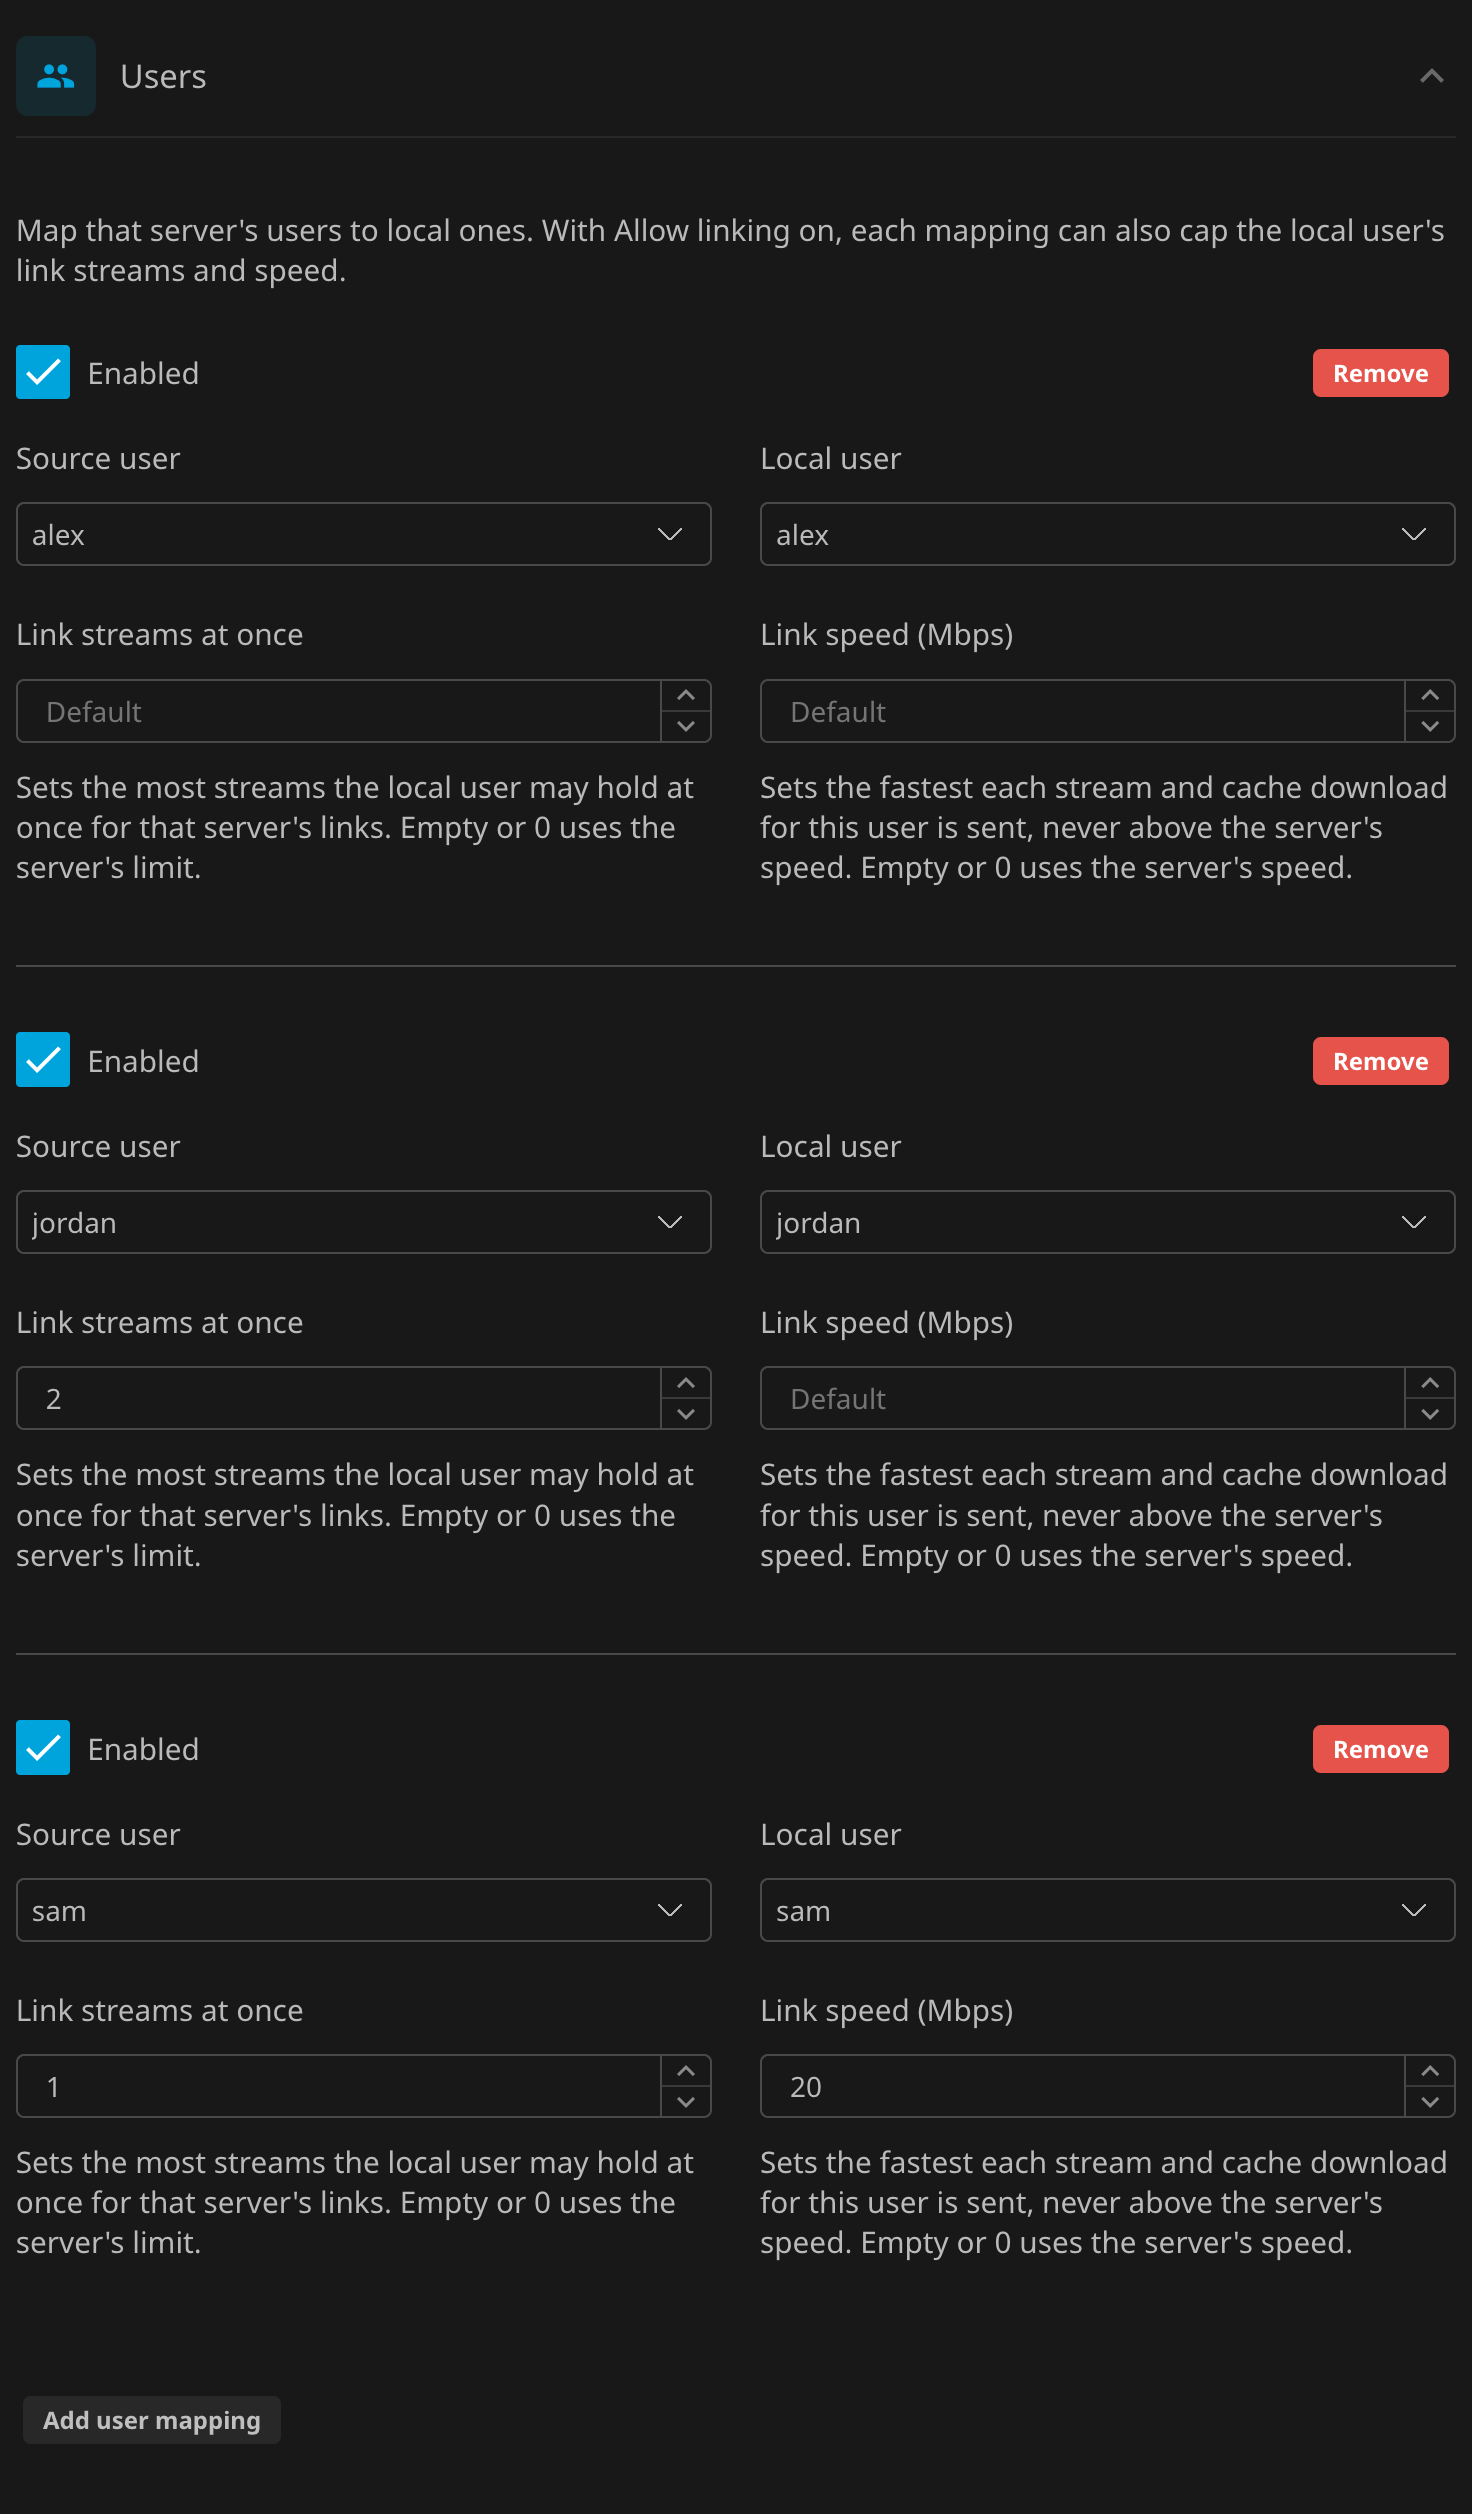 Users
Map that server's users to local ones. With Allow linking on, each mapping can also cap the local user's
link streams and speed.
Enabled
Remove
Source user
Local user
alex
alex
Link streams at once
Link speed (Mbps)
Default
Default
Sets the most streams the local user may hold at
once for that server's links. Empty or 0 uses the
server's limit.
Sets the fastest each stream and cache download
for this user is sent, never above the server's
speed. Empty or 0 uses the server's speed.
Enabled
Remove
Source user
Local user
jordan
jordan
Link streams at once
Link speed (Mbps)
2
Default
Sets the most streams the local user may hold at
once for that server's links. Empty or 0 uses the
server's limit.
Sets the fastest each stream and cache download
for this user is sent, never above the server's
speed. Empty or 0 uses the server's speed.
Enabled
Remove
Source user
Local user
sam
sam
Link streams at once
Link speed (Mbps)
1
20
Sets the most streams the local user may hold at
once for that server's links. Empty or 0 uses the
server's limit.
Sets the fastest each stream and cache download
for this user is sent, never above the server's
speed. Empty or 0 uses the server's speed.
Add user mapping